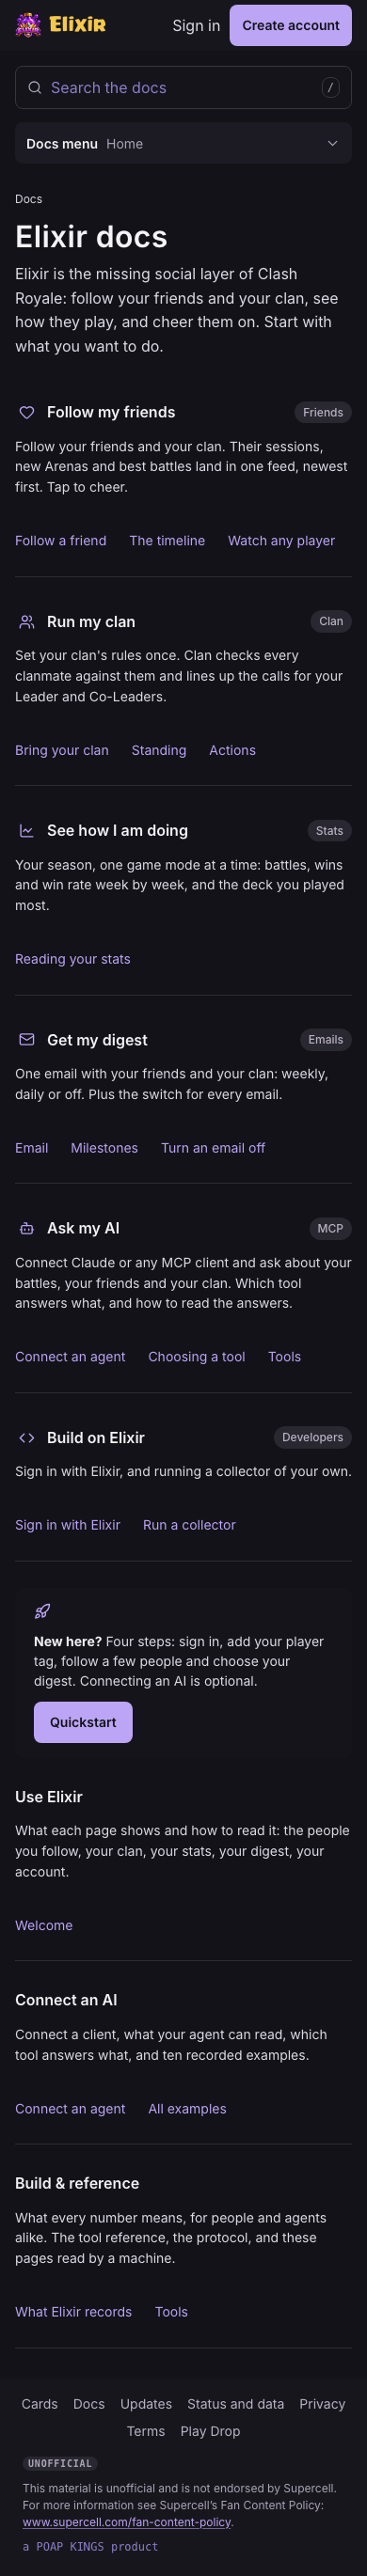 Elixir
Sign in
Create account
Search the docs
/
Docs menu Home
Docs
Elixir docs
Elixir is the missing social layer of Clash
Royale: follow your friends and your clan, see
how they play, and cheer them on. Start with
what you want to do.
Follow my friends
Friends
Follow your friends and your clan. Their sessions,
new Arenas and best battles land in one feed, newest
first. Tap to cheer.
Follow a friend The timeline Watch any player
Run my clan
Clan
Set your clan's rules once. Clan checks every
clanmate against them and lines up the calls for your
Leader and Co-Leaders.
Bring your clan Standing Actions
See how I am doing
Stats
Your season, one game mode at a time: battles, wins
and win rate week by week, and the deck you played
most.
Reading your stats
Get my digest
Emails
One email with your friends and your clan: weekly,
daily or off. Plus the switch for every email.
Email Milestones Turn an email off
Ask my AI
MCP
Connect Claude or any MCP client and ask about your
battles, your friends and your clan. Which tool
answers what, and how to read the answers.
Connect an agent Choosing a tool Tools
Build on Elixir
Developers
Sign in with Elixir, and running a collector of your own.
Sign in with Elixir Run a collector
New here? Four steps: sign in, add your player
tag, follow a few people and choose your
digest. Connecting an AI is optional.
Quickstart
Use Elixir
What each page shows and how to read it: the people
you follow, your clan, your stats, your digest, your
account.
Welcome
Connect an AI
Connect a client, what your agent can read, which
tool answers what, and ten recorded examples.
Connect an agent All examples
Build & reference
What every number means, for people and agents
alike. The tool reference, the protocol, and these
pages read by a machine.
What Elixir records Tools
Cards Docs Updates Status and data Privacy
Terms Play Drop
UNOFFICIAL
This material is unofficial and is not endorsed by Supercell.
For more information see Supercell's Fan Content Policy:
www.supercell.com/fan-content-policy.
a POAP KINGS product